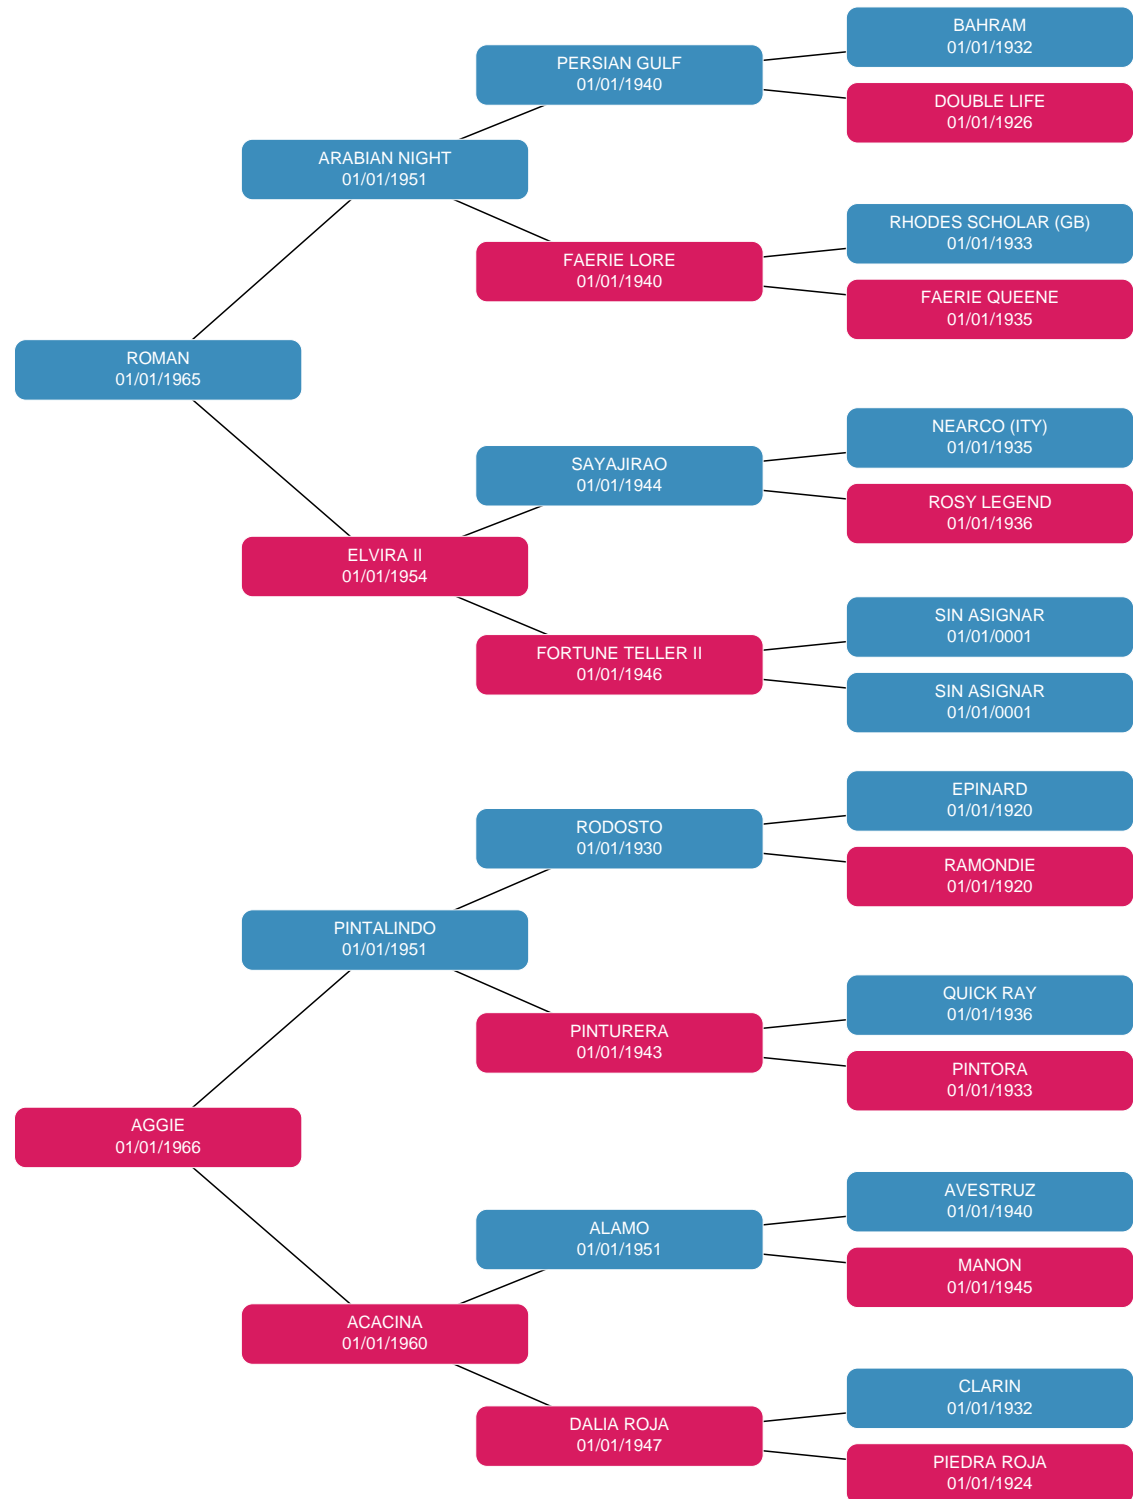 BAHRAM
01/01/1932
PERSIAN GULF
01/01/1940
DOUBLE LIFE
01/01/1926
ARABIAN NIGHT
01/01/1951
RHODES SCHOLAR (GB)
01/01/1933
FAERIE LORE
01/01/1940
FAERIE QUEENE
01/01/1935
ROMAN
01/01/1965
NEARCO (ITY)
01/01/1935
SAYAJIRAO
01/01/1944
ROSY LEGEND
01/01/1936
ELVIRA II
01/01/1954
SIN ASIGNAR
01/01/0001
FORTUNE TELLER II
01/01/1946
SIN ASIGNAR
01/01/0001
EPINARD
01/01/1920
RODOSTO
01/01/1930
RAMONDIE
01/01/1920
PINTALINDO
01/01/1951
QUICK RAY
01/01/1936
PINTURERA
01/01/1943
PINTORA
01/01/1933
AGGIE
01/01/1966
AVESTRUZ
01/01/1940
ALAMO
01/01/1951
MANON
01/01/1945
ACACINA
01/01/1960
CLARIN
01/01/1932
DALIA ROJA
01/01/1947
PIEDRA ROJA
01/01/1924